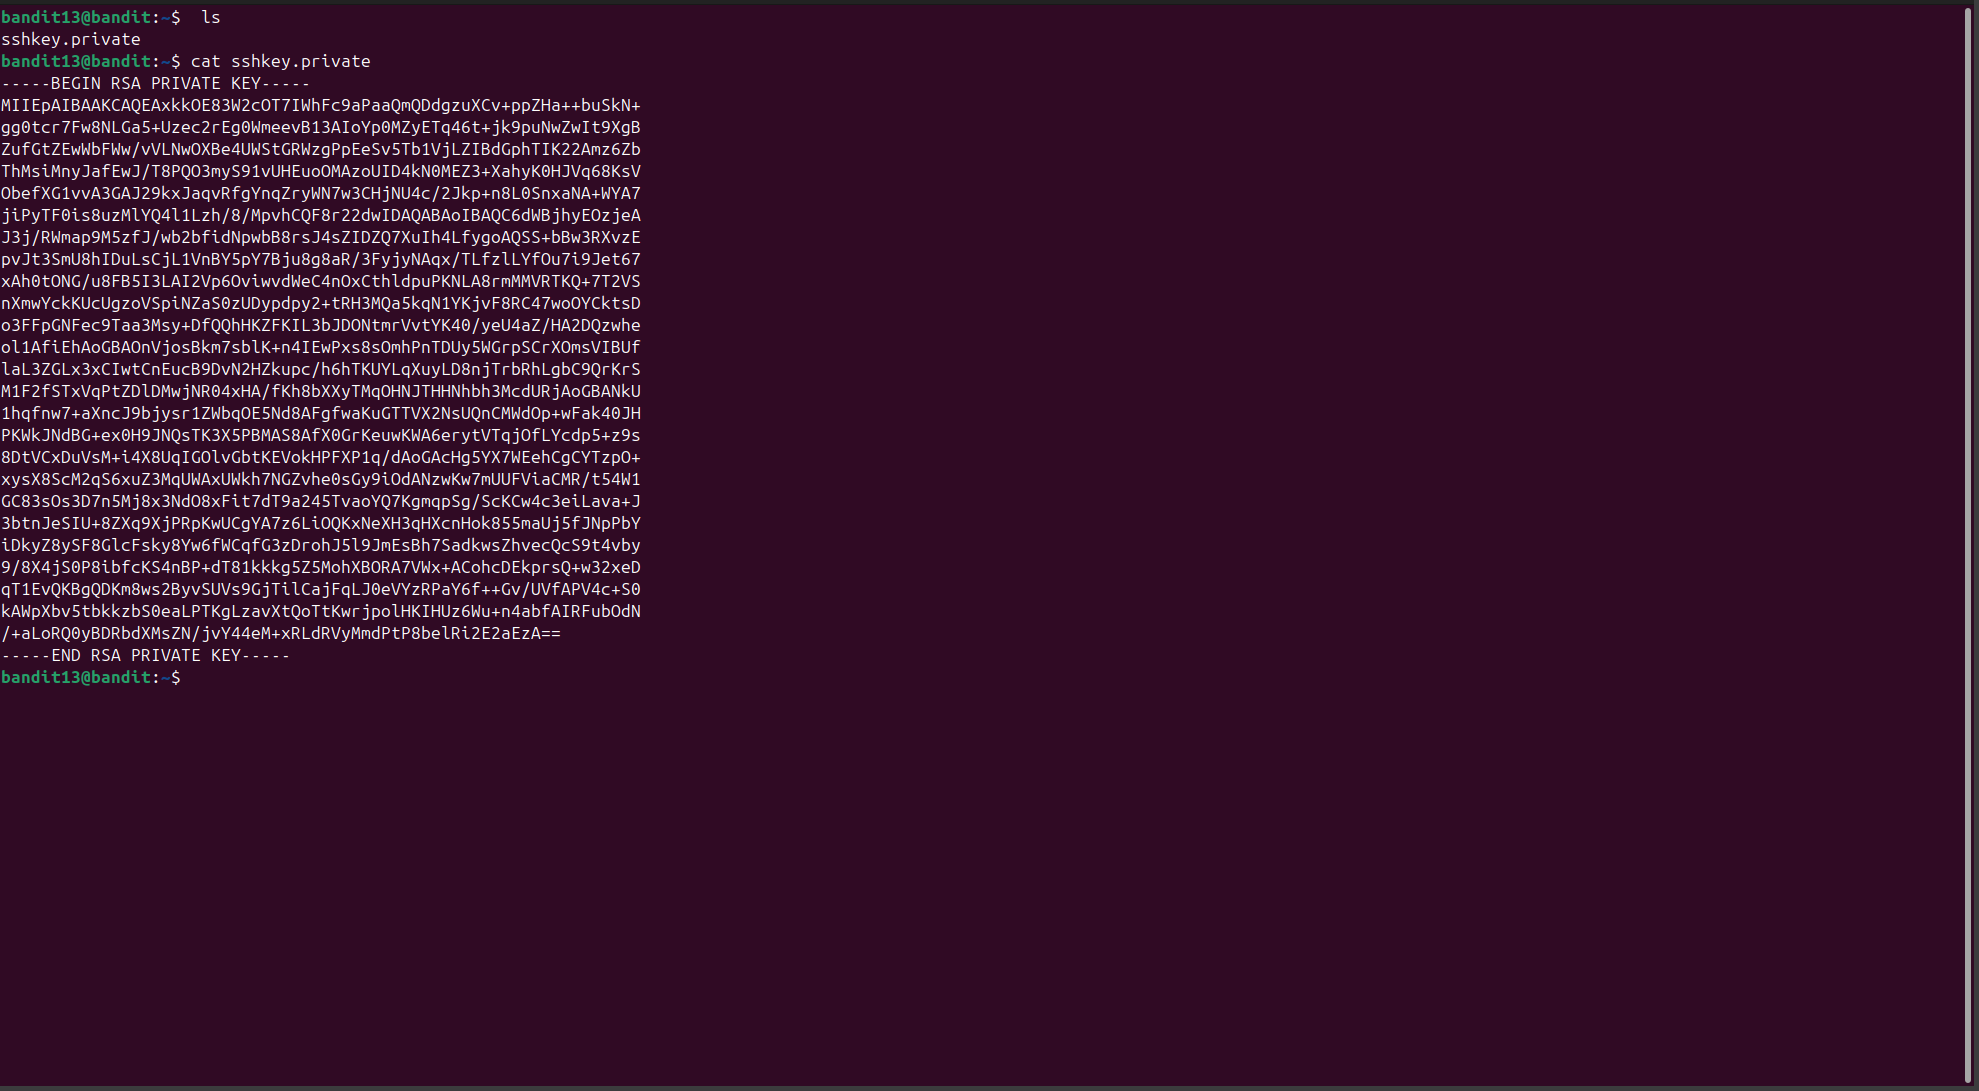 bandit13@bandit:~$  ls
sshkey.private
bandit13@bandit:~$ cat sshkey.private
-----BEGIN RSA PRIVATE KEY-----
MIIEpAIBAAKCAQEAxkkOE83W2cOT7IWhFc9aPaaQmQDdgzuXCv+ppZHa++buSkN+
gg0tcr7Fw8NLGa5+Uzec2rEg0WmeevB13AIoYp0MZyETq46t+jk9puNwZwIt9XgB
ZufGtZEwWbFWw/vVLNwOXBe4UWStGRWzgPpEeSv5Tb1VjLZIBdGphTIK22Amz6Zb
ThMsiMnyJafEwJ/T8PQO3myS91vUHEuoOMAzoUID4kN0MEZ3+XahyK0HJVq68KsV
ObefXG1vvA3GAJ29kxJaqvRfgYnqZryWN7w3CHjNU4c/2Jkp+n8L0SnxaNA+WYA7
jiPyTF0is8uzMlYQ4l1Lzh/8/MpvhCQF8r22dwIDAQABAoIBAQC6dWBjhyEOzjeA
J3j/RWmap9M5zfJ/wb2bfidNpwbB8rsJ4sZIDZQ7XuIh4LfygoAQSS+bBw3RXvzE
pvJt3SmU8hIDuLsCjL1VnBY5pY7Bju8g8aR/3FyjyNAqx/TLfzlLYfOu7i9Jet67
xAh0tONG/u8FB5I3LAI2Vp6OviwvdWeC4nOxCthldpuPKNLA8rmMMVRTKQ+7T2VS
nXmwYckKUcUgzoVSpiNZaS0zUDypdpy2+tRH3MQa5kqN1YKjvF8RC47woOYCktsD
o3FFpGNFec9Taa3Msy+DfQQhHKZFKIL3bJDONtmrVvtYK40/yeU4aZ/HA2DQzwhe
ol1AfiEhAoGBAOnVjosBkm7sblK+n4IEwPxs8sOmhPnTDUy5WGrpSCrXOmsVIBUf
laL3ZGLx3xCIwtCnEucB9DvN2HZkupc/h6hTKUYLqXuyLD8njTrbRhLgbC9QrKrS
M1F2fSTxVqPtZDlDMwjNR04xHA/fKh8bXXyTMqOHNJTHHNhbh3McdURjAoGBANkU
1hqfnw7+aXncJ9bjysr1ZWbqOE5Nd8AFgfwaKuGTTVX2NsUQnCMWdOp+wFak40JH
PKWkJNdBG+ex0H9JNQsTK3X5PBMAS8AfX0GrKeuwKWA6erytVTqjOfLYcdp5+z9s
8DtVCxDuVsM+i4X8UqIGOlvGbtKEVokHPFXP1q/dAoGAcHg5YX7WEehCgCYTzpO+
xysX8ScM2qS6xuZ3MqUWAxUWkh7NGZvhe0sGy9iOdANzwKw7mUUFViaCMR/t54W1
GC83sOs3D7n5Mj8x3NdO8xFit7dT9a245TvaoYQ7KgmqpSg/ScKCw4c3eiLava+J
3btnJeSIU+8ZXq9XjPRpKwUCgYA7z6LiOQKxNeXH3qHXcnHok855maUj5fJNpPbY
iDkyZ8ySF8GlcFsky8Yw6fWCqfG3zDrohJ5l9JmEsBh7SadkwsZhvecQcS9t4vby
9/8X4jS0P8ibfcKS4nBP+dT81kkkg5Z5MohXBORA7VWx+ACohcDEkprsQ+w32xeD
qT1EvQKBgQDKm8ws2ByvSUVs9GjTilCajFqLJ0eVYzRPaY6f++Gv/UVfAPV4c+S0
kAWpXbv5tbkkzbS0eaLPTKgLzavXtQoTtKwrjpolHKIHUz6Wu+n4abfAIRFubOdN
/+aLoRQ0yBDRbdXMsZN/jvY44eM+xRLdRVyMmdPtP8belRi2E2aEzA==
-----END RSA PRIVATE KEY-----
bandit13@bandit:~$